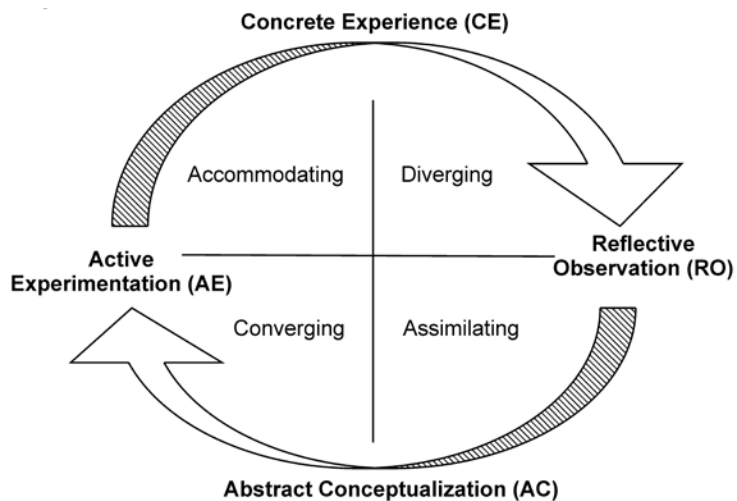 Concrete Experience (CE)
Accommodating
Diverging
Active
Experimentation (AE)
Reflective
Observation (RO)
Converging
Assimilating
Abstract Conceptualization (AC)